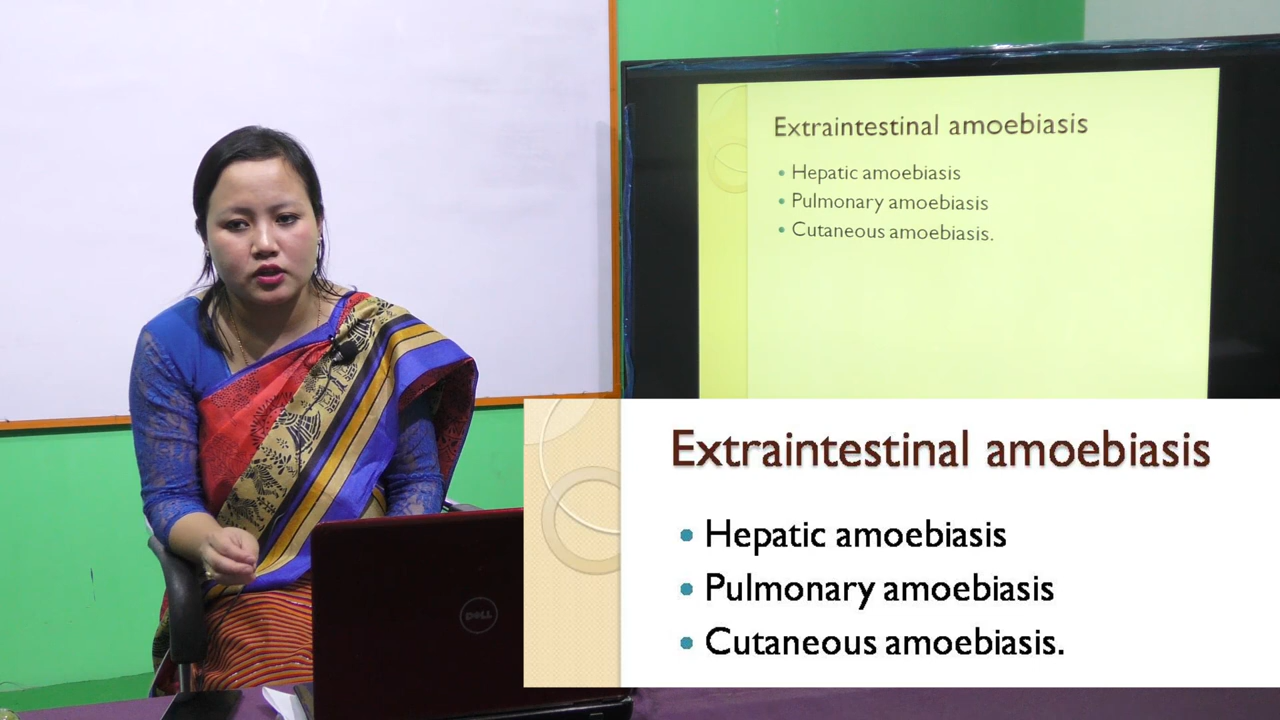 Extraintestinal amoebiasis
• Hepatic amoebiasis
• Pulmonary amoebiasis
• Cutaneous amoebiasis.
Extraintestinal amoebiasis
• Hepatic amoebiasis
• Pulmonary amoebiasis
• Cutaneous amoebiasis.
DELL